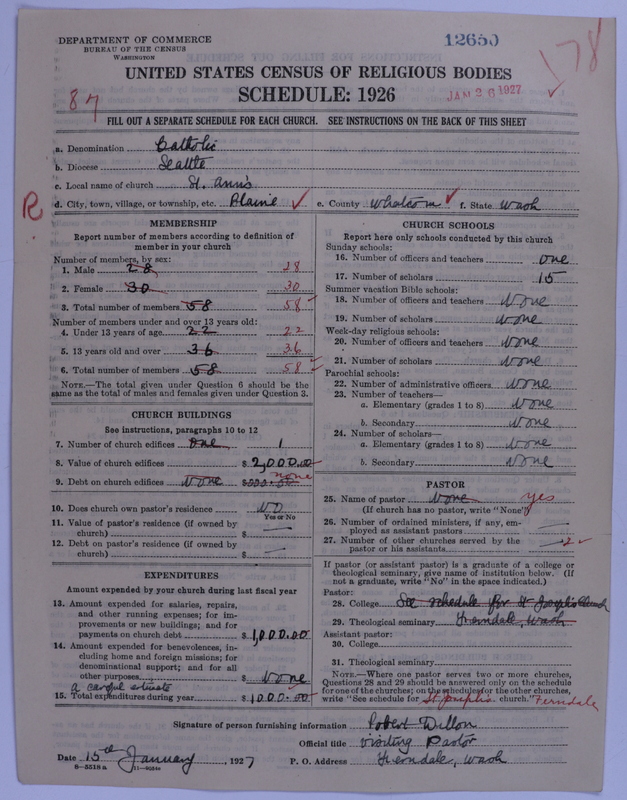 DEPARTMENT OF COMMERCE
BUREAU OF THE CENSUS
WASHINGTON
12650
178
UNITED STATES CENSUS OF RELIGIOUS BODIES
SCHEDULE: 1926
87
JAN 26 1927
FILL OUT A SEPARATE SCHEDULE FOR EACH CHURCH. SEE INSTRUCTIONS ON THE BACK OF THIS SHEET
a. Denomination Catholic
b. Diocese Seattle
c. Local name of church St. Ann's
d. City, town, village, or township, etc. Blaine e. County Whatcom f. State Wash
R
MEMBERSHIP
Report number of members according to definition of
member in your church
Number of members, by sex:
1. Male 28 28
2. Female 30 30
3. Total number of members 58 58
Number of members under and over 13 years old:
4. Under 13 years of age 22 22
5. 13 years old and over 36 36
6. Total number of members 58 58
NOTE.—The total given under Question 6 should be the
same as the total of males and females given under Question 3.
CHURCH BUILDINGS
See instructions, paragraphs 10 to 12
7. Number of church edifices one 1
8. Value of church edifices $2,000.00
9. Debt on church edifices None $000.00 none
10. Does church own pastor's residence No
Yes or No
11. Value of pastor's residence (if owned by
church) $
12. Debt on pastor's residence (if owned by
church) $
EXPENDITURES
Amount expended by your church during last fiscal year
13. Amount expended for salaries, repairs,
and other running expenses; for im-
provements or new buildings; and for
payments on church debt $1,000.00
14. Amount expended for benevolences, in-
cluding home and foreign missions; for
denominational support; and for all
other purposes $None
a careful estimate
15. Total expenditures during year $1000.00
CHURCH SCHOOLS
Report here only schools conducted by this church
Sunday schools:
16. Number of officers and teachers one
17. Number of scholars 15
Summer vacation Bible schools:
18. Number of officers and teachers None
19. Number of scholars None
Week-day religious schools:
20. Number of officers and teachers None
21. Number of scholars None
Parochial schools:
22. Number of administrative officers None
23. Number of teachers—
a. Elementary (grades 1 to 8) None
b. Secondary None
24. Number of scholars—
a. Elementary (grades 1 to 8) None
b. Secondary None
PASTOR
25. Name of pastor None yes
(If church has no pastor, write "None")
26. Number of ordained ministers, if any, em-
ployed as assistant pastors
27. Number of other churches served by the
pastor or his assistants 2
If pastor (or assistant pastor) is a graduate of a college or
theological seminary, give name of institution below. (If
not a graduate, write "No" in the space indicated.)
Pastor:
28. College See schedule for St Joseph's Church
29. Theological seminary Ferndale, Wash
Assistant pastor:
30. College
31. Theological seminary
NOTE.—Where one pastor serves two or more churches,
Questions 28 and 29 should be answered only on the schedule
for one of the churches; on the schedules for the other churches,
write "See schedule for St Joseph's church." Ferndale
Signature of person furnishing information Robert Dillon
Official title Visiting Pastor
Date 15th January, 1927 P. O. Address Ferndale, Wash
8—5518a 11—9154e